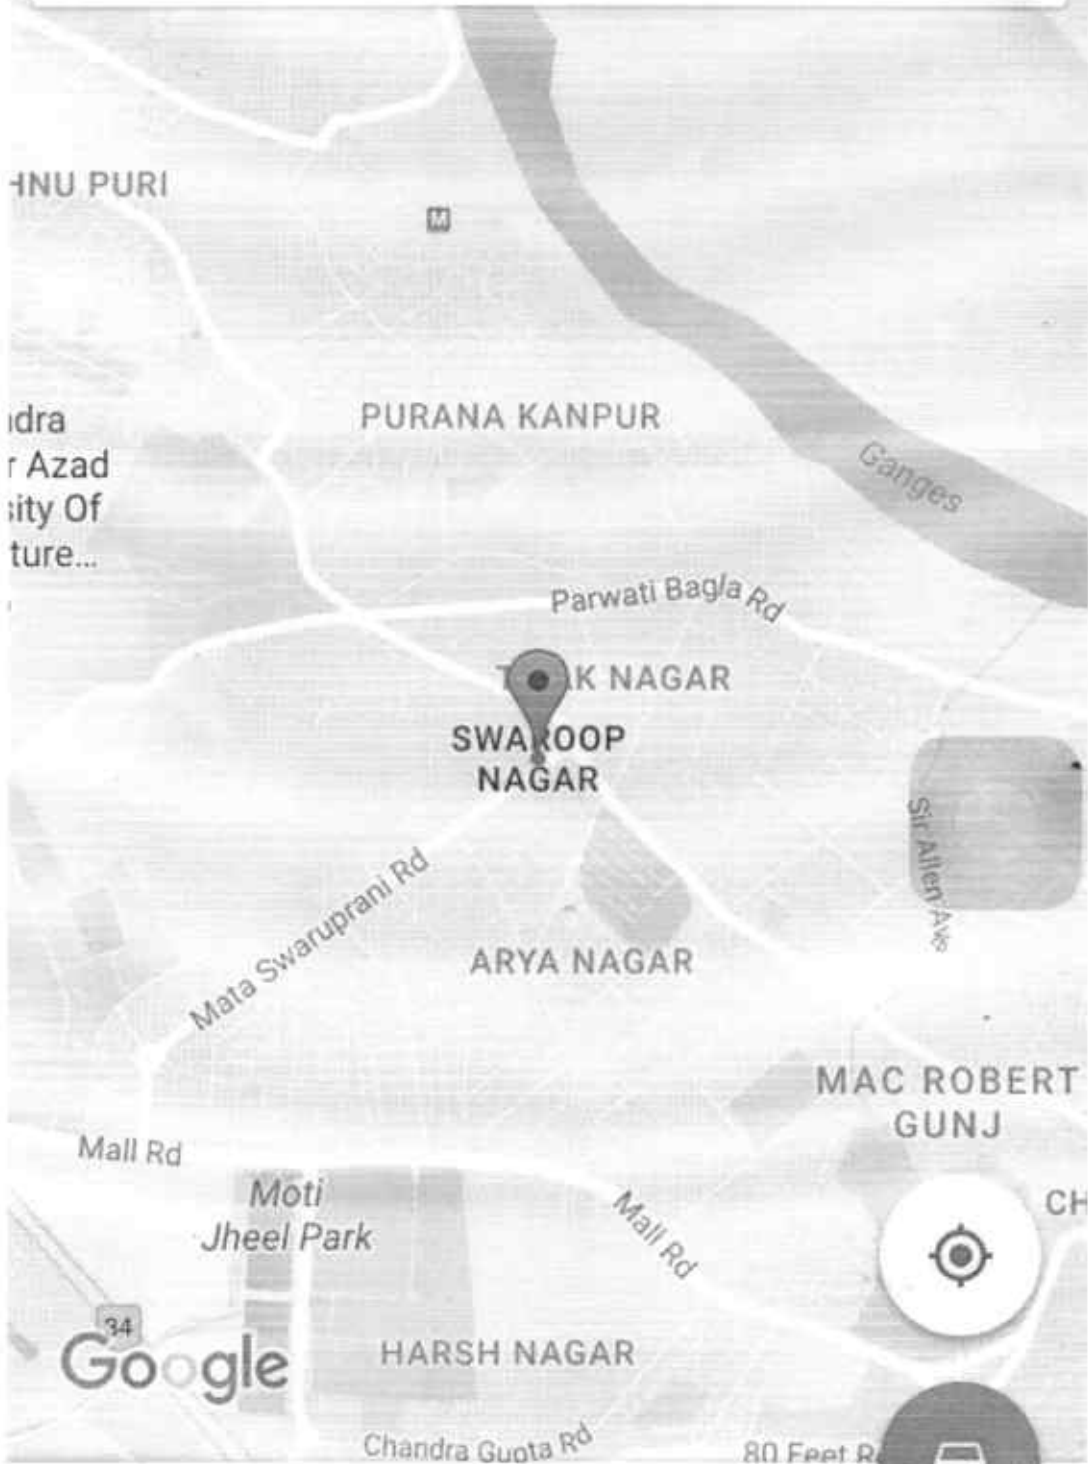 HNU PURI
M
PURANA KANPUR
ndra
r Azad
sity Of
ture...
Ganges
Parwati Bagla Rd
NAGAR
SWAROOP
NAGAR
Sir Allen Ave
Mata Swaruprani Rd
ARYA NAGAR
MAC ROBERT
GUNJ
Mall Rd
Moti
Jheel Park
Mall Rd
CH
34
Google
HARSH NAGAR
Chandra Gupta Rd
80 Feet R